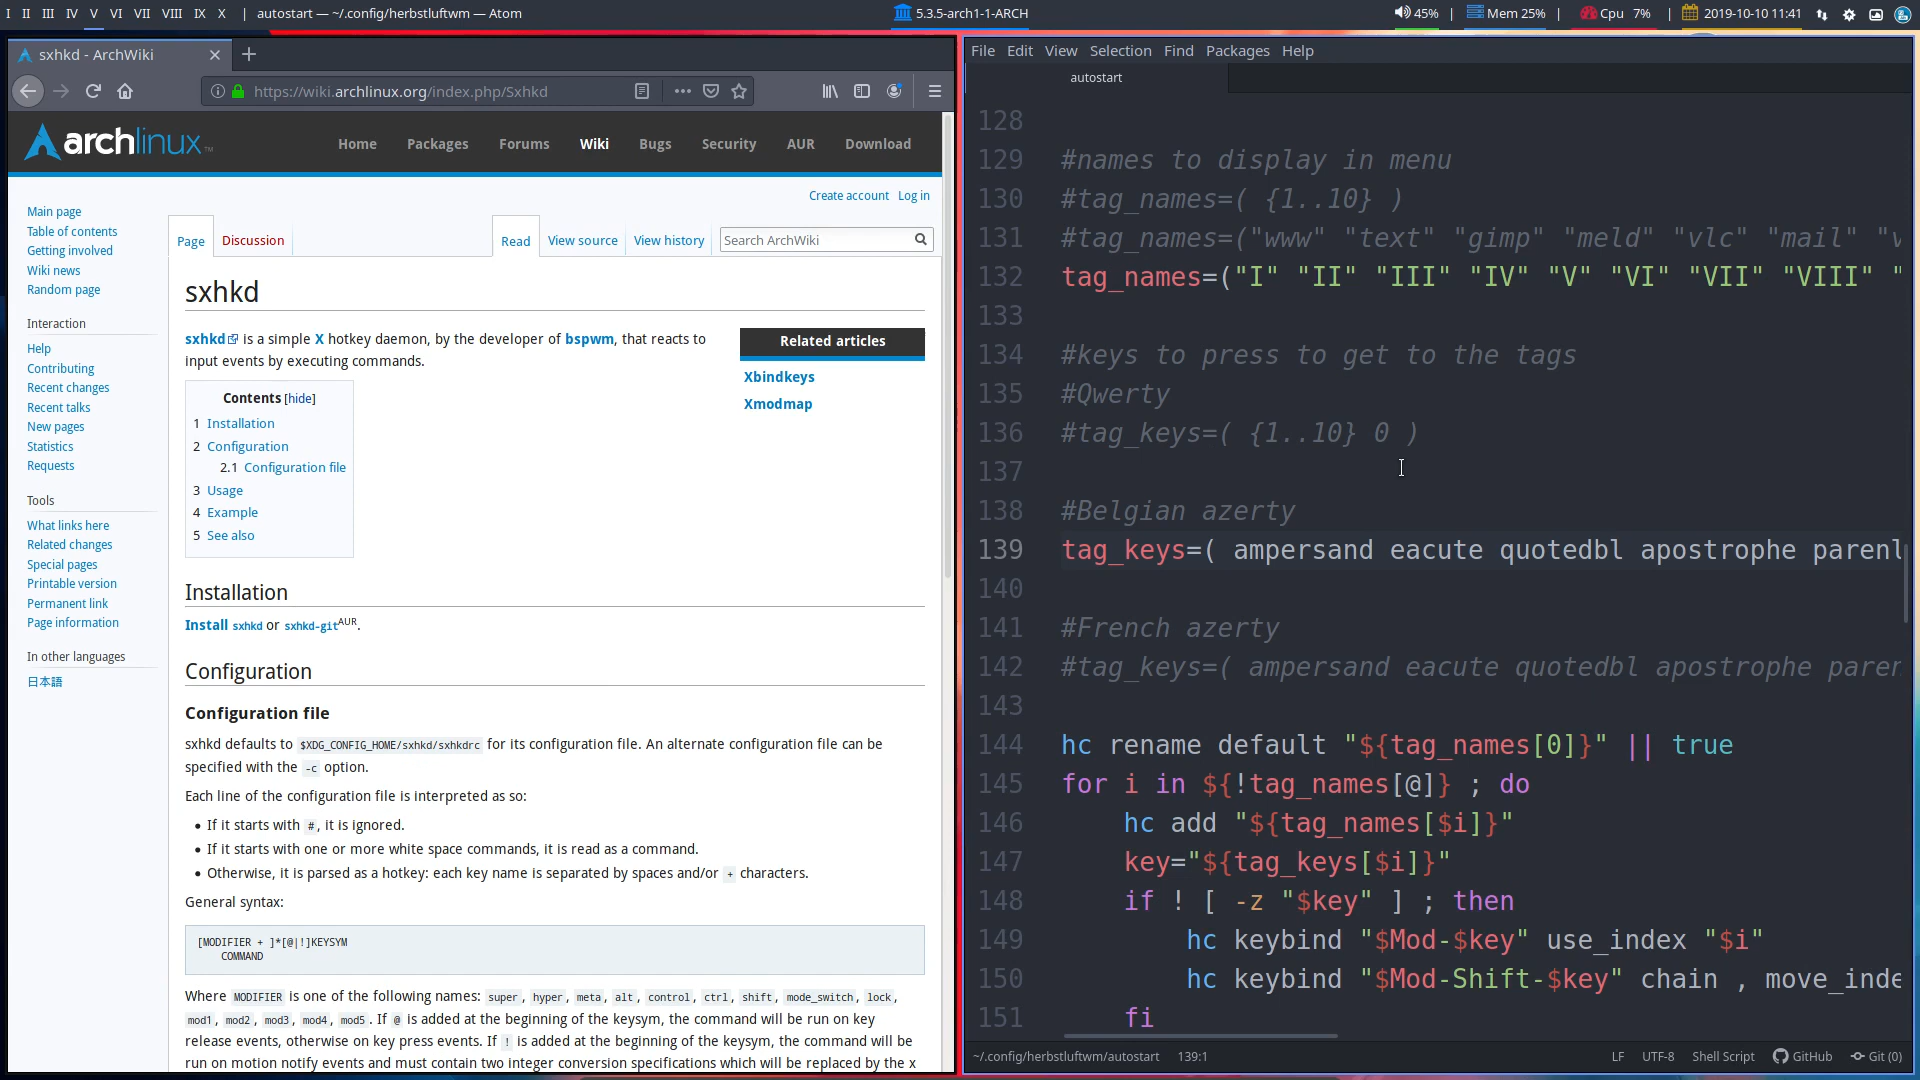 I II III IV V VI VII VIII IX X | autostart — ~/.config/herbstluftwm — Atom
5.3.5-arch1-1-ARCH
45% | Mem 25% | Cpu 7% | 2019-10-10 11:41
sxhkd - ArchWiki
https://wiki.archlinux.org/index.php/Sxhkd
archlinux™
Home Packages Forums Wiki Bugs Security AUR Download
Create account Log in
Main page
Table of contents
Getting involved
Wiki news
Random page
Interaction
Help
Contributing
Recent changes
Recent talks
New pages
Statistics
Requests
Tools
What links here
Related changes
Special pages
Printable version
Permanent link
Page information
In other languages
日本語
Page Discussion Read View source View history Search ArchWiki
sxhkd
sxhkd is a simple X hotkey daemon, by the developer of bspwm, that reacts to
input events by executing commands.
Related articles
Xbindkeys
Xmodmap
Contents [hide]
1 Installation
2 Configuration
2.1 Configuration file
3 Usage
4 Example
5 See also
Installation
Install sxhkd or sxhkd-gitAUR.
Configuration
Configuration file
sxhkd defaults to $XDG_CONFIG_HOME/sxhkd/sxhkdrc for its configuration file. An alternate configuration file can be
specified with the -c option.
Each line of the configuration file is interpreted as so:
• If it starts with #, it is ignored.
• If it starts with one or more white space commands, it is read as a command.
• Otherwise, it is parsed as a hotkey: each key name is separated by spaces and/or + characters.
General syntax:
[MODIFIER + ]*[@|!]KEYSYM
    COMMAND
Where MODIFIER is one of the following names: super, hyper, meta, alt, control, ctrl, shift, mode_switch, lock,
mod1, mod2, mod3, mod4, mod5. If @ is added at the beginning of the keysym, the command will be run on key
release events, otherwise on key press events. If ! is added at the beginning of the keysym, the command will be
run on motion notify events and must contain two integer conversion specifications which will be replaced by the x
File Edit View Selection Find Packages Help
autostart
128
129 #names to display in menu
130 #tag_names=( {1..10} )
131 #tag_names=("www" "text" "gimp" "meld" "vlc" "mail" "v
132 tag_names=("I" "II" "III" "IV" "V" "VI" "VII" "VIII" "
133
134 #keys to press to get to the tags
135 #Qwerty
136 #tag_keys=( {1..10} 0 )
137
138 #Belgian azerty
139 tag_keys=( ampersand eacute quotedbl apostrophe parenl
140
141 #French azerty
142 #tag_keys=( ampersand eacute quotedbl apostrophe paren
143
144 hc rename default "${tag_names[0]}" || true
145 for i in ${!tag_names[@]} ; do
146     hc add "${tag_names[$i]}"
147     key="${tag_keys[$i]}"
148     if ! [ -z "$key" ] ; then
149         hc keybind "$Mod-$key" use_index "$i"
150         hc keybind "$Mod-Shift-$key" chain , move_inde
151     fi
~/.config/herbstluftwm/autostart 139:1 LF UTF-8 Shell Script GitHub Git (0)